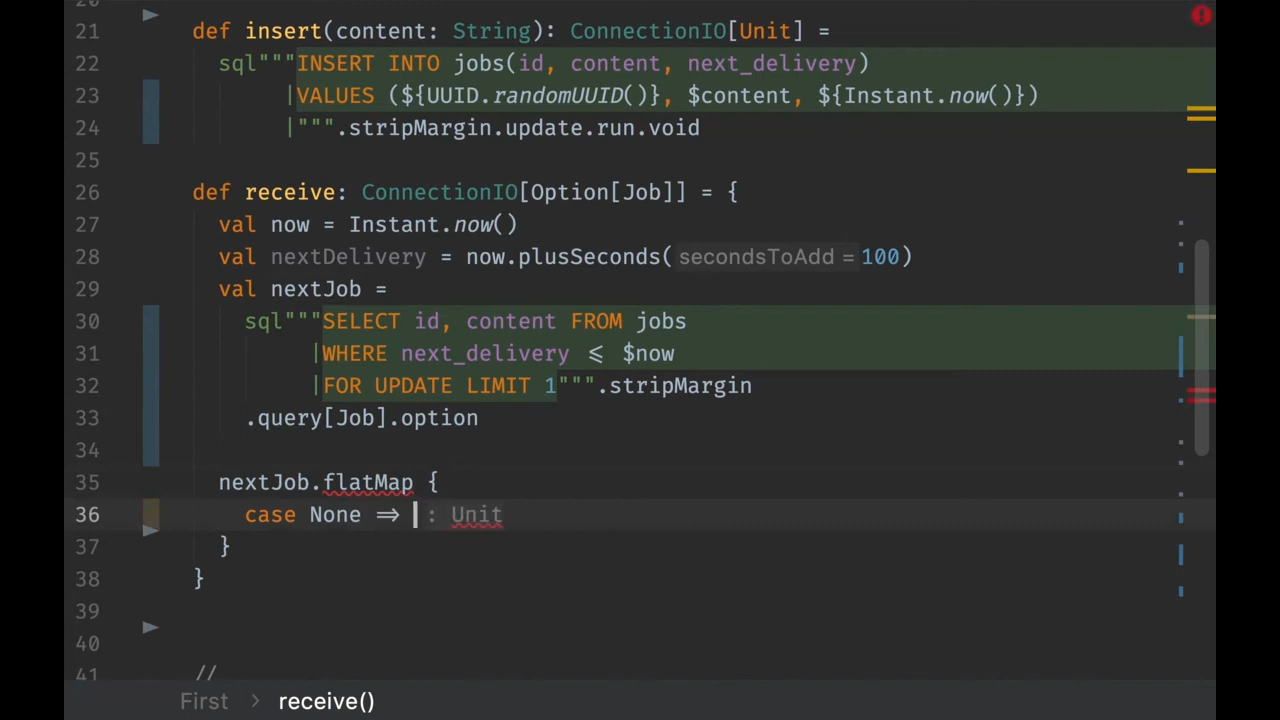 21 def insert(content: String): ConnectionIO[Unit] =
22 sql"""INSERT INTO jobs(id, content, next_delivery)
23 |VALUES (${UUID.randomUUID()}, $content, ${Instant.now()})
24 |""".stripMargin.update.run.void
25
26 def receive: ConnectionIO[Option[Job]] = {
27 val now = Instant.now()
28 val nextDelivery = now.plusSeconds( secondsToAdd = 100)
29 val nextJob =
30 sql"""SELECT id, content FROM jobs
31 |WHERE next_delivery <= $now
32 |FOR UPDATE LIMIT 1""".stripMargin
33 .query[Job].option
34
35 nextJob.flatMap {
36 case None => : Unit
37 }
38 }
39
40
41 //
First > receive()